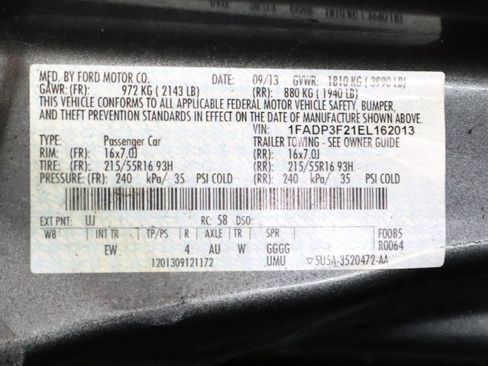 MFD. BY FORD MOTOR CO. DATE: 09/13 GVWR: 1810 KG ( 3990 LB)
GAWR: (FR): 972 KG ( 2143 LB) (RR): 880 KG ( 1940 LB)
THIS VEHICLE CONFORMS TO ALL APPLICABLE FEDERAL MOTOR VEHICLE SAFETY, BUMPER,
AND THEFT PREVENTION STANDARDS IN EFFECT ON THE DATE OF MANUFACTURE SHOWN ABOVE.
VIN: 1FADP3F21EL162013
TYPE: Passenger Car TRAILER TOWING - SEE OWNER GUIDE
RIM: (FR) 16x7.0J (RR): 16x7.0J
TIRE: (FR) 215/55R16 93H (RR): 215/55R16 93H
PRESSURE: (FR) 240 kPa/ 35 PSI COLD (RR): 240 kPa/ 35 PSI COLD
EXT PNT: UJ RC: 58 DSO:
WB INT TR TP/PS R AXLE TR SPR F0085
EW 4 AU W GGGG R0064
1201309121172 UMU 5U5A-3520472-AA